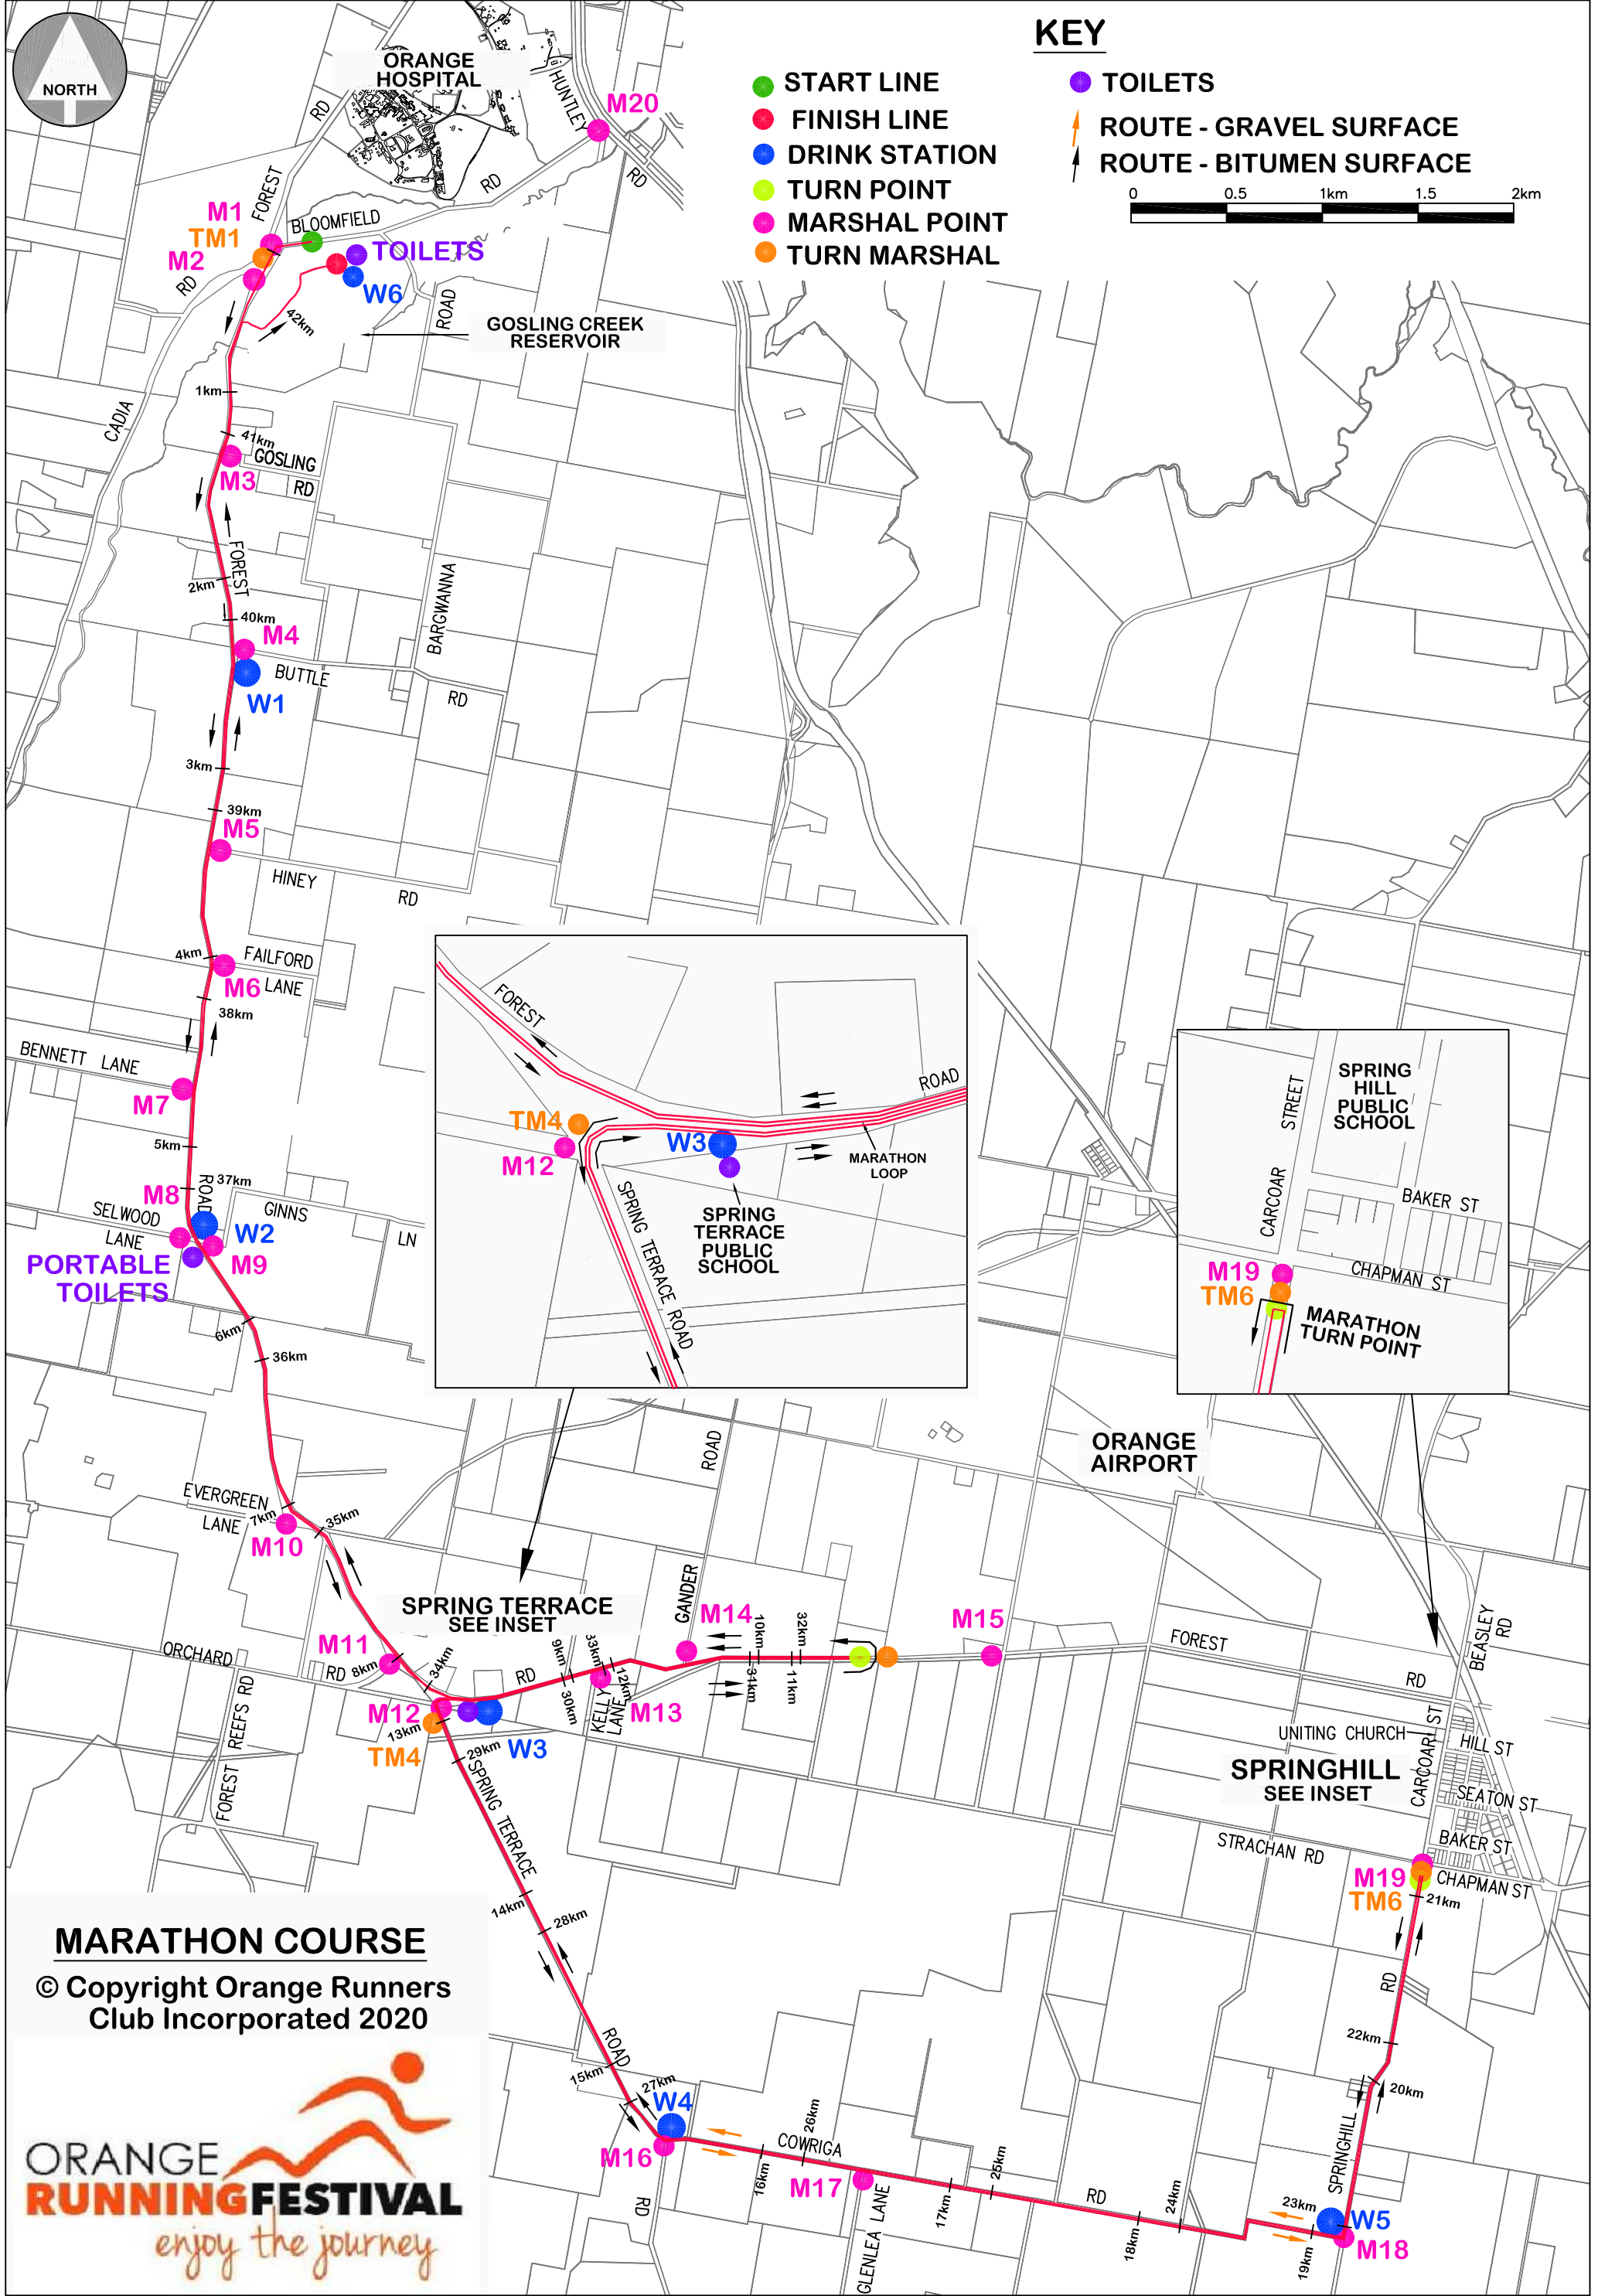 NORTH
ORANGE
HOSPITAL
HUNTLEY
RD
M20
RD
RD
FOREST
BLOOMFIELD
RD
M1
TM1
M2
RD
TOILETS
W6
42km
ROAD
GOSLING CREEK
RESERVOIR
KEY
START LINE
FINISH LINE
DRINK STATION
TURN POINT
MARSHAL POINT
TURN MARSHAL
TOILETS
ROUTE - GRAVEL SURFACE
ROUTE - BITUMEN SURFACE
0 0.5 1km 1.5 2km
1km
CADIA
41km
GOSLING
RD
M3
FOREST
2km
40km
BARGWANNA
M4
BUTTLE
RD
W1
3km
39km
M5
HINEY
RD
4km
FAILFORD
LANE
M6
38km
BENNETT LANE
M7
5km
ROAD
37km
M8
SELWOOD
LANE
GINNS
LN
W2
M9
PORTABLE
TOILETS
6km
36km
FOREST
ROAD
TM4
M12
W3
MARATHON
LOOP
SPRING
TERRACE
PUBLIC
SCHOOL
SPRING TERRACE ROAD
SPRING
HILL
PUBLIC
SCHOOL
STREET
CARCOAR
BAKER ST
CHAPMAN ST
M19
TM6
MARATHON
TURN POINT
ORANGE
AIRPORT
ROAD
GANDER
EVERGREEN
LANE
7km
35km
M10
SPRING TERRACE
SEE INSET
M14
10km
32km
31km
11km
M15
FOREST
RD
BEASLEY
RD
ORCHARD
RD
M11
8km
34km
RD
9km
33km
12km
30km
KELLY
LANE
M13
M12
13km
TM4
W3
29km
FOREST REEFS RD
SPRING TERRACE
UNITING CHURCH
CARCOAR ST
HILL ST
SPRINGHILL
SEE INSET
SEATON ST
STRACHAN RD
BAKER ST
M19
TM6
CHAPMAN ST
21km
14km
28km
MARATHON COURSE
© Copyright Orange Runners
Club Incorporated 2020
RD
22km
20km
ROAD
15km
27km
W4
M16
RD
COWRIGA
26km
16km
M17
GLENLEA LANE
17km
25km
RD
18km
24km
SPRINGHILL
23km
19km
W5
M18
ORANGE
RUNNINGFESTIVAL
enjoy the journey